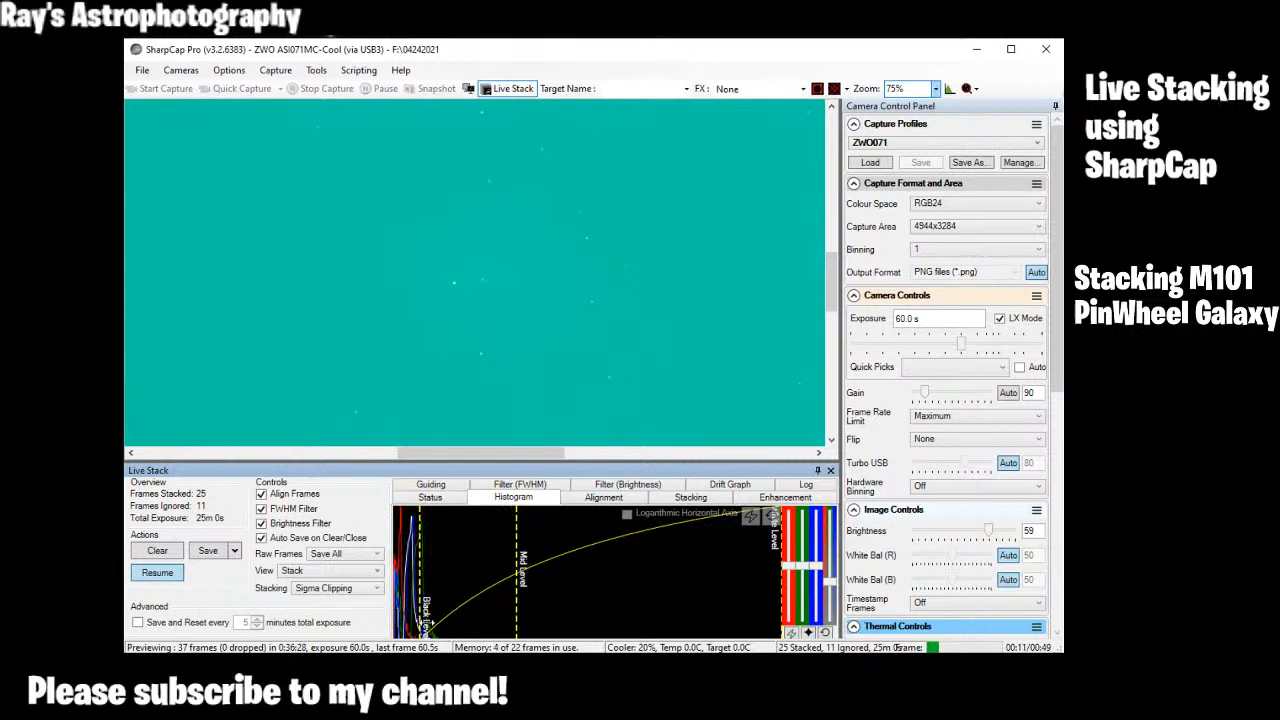 Ray's Astrophotography
SharpCap Pro (v3.2.6383) - ZWO ASI071MC-Cool (via USB3) - F:\04242021
File Cameras Options Capture Tools Scripting Help
Start Capture Quick Capture Stop Capture Pause Snapshot Live Stack Target Name : FX : None Zoom: 75%
Camera Control Panel
Capture Profiles
ZWO071
Load Save Save As... Manage...
Capture Format and Area
Colour Space RGB24
Capture Area 4944x3284
Binning 1
Output Format PNG files (*.png) Auto
Camera Controls
Exposure 60.0 s LX Mode
Quick Picks Auto
Gain Auto 90
Frame Rate Limit Maximum
Flip None
Turbo USB Auto 80
Hardware Binning Off
Image Controls
Brightness 59
White Bal (R) Auto 50
White Bal (B) Auto 50
Timestamp Frames Off
Thermal Controls
Live Stack
Overview
Frames Stacked: 25
Frames Ignored: 11
Total Exposure: 25m 0s
Actions
Clear Save
Resume
Controls
Align Frames
FWHM Filter
Brightness Filter
Auto Save on Clear/Close
Raw Frames Save All
View Stack
Stacking Sigma Clipping
Advanced
Save and Reset every 5 minutes total exposure
Guiding Filter (FWHM) Filter (Brightness) Drift Graph Log
Status Histogram Alignment Stacking Enhancement
Logarithmic Horizontal Axis
Black Level
Mid Level
White Level
Previewing : 37 frames (0 dropped) in 0:36:28, exposure 60.0s , last frame 60.5s Memory: 4 of 22 frames in use. Cooler: 20%, Temp 0.0C, Target 0.0C 25 Stacked, 11 Ignored, 25m 0s Frame: 00:11/00:49
Live Stacking
using
SharpCap
Stacking M101
PinWheel Galaxy
Please subscribe to my channel!